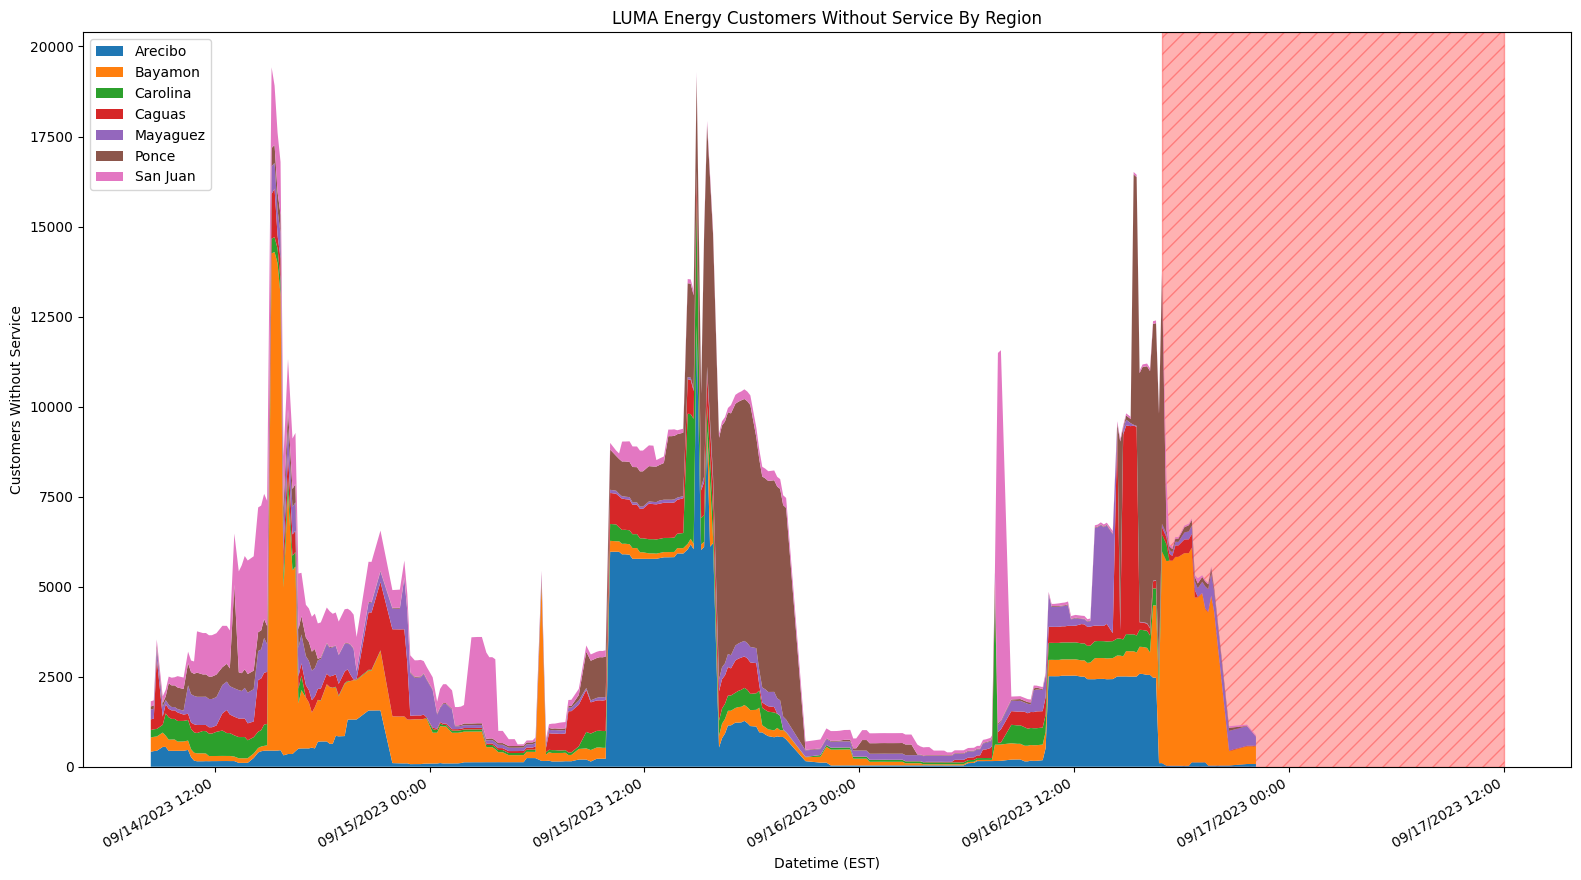 LUMA Energy Customers Without Service By Region
20000
17500
15000
12500
10000
7500
5000
2500
0
Customers Without Service
Arecibo
Bayamon
Carolina
Caguas
Mayaguez
Ponce
San Juan
09/14/2023 12:00
09/15/2023 00:00
09/15/2023 12:00
09/16/2023 00:00
09/16/2023 12:00
09/17/2023 00:00
09/17/2023 12:00
Datetime (EST)